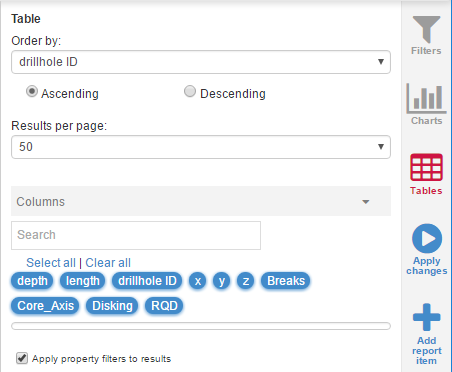 Table
Order by:
drillhole ID
Ascending Descending
Results per page:
50
Columns
Search
Select all | Clear all
depth length drillhole ID x y z Breaks
Core_Axis Disking RQD
Apply property filters to results
Filters
Charts
Tables
Apply
changes
Add
report
item